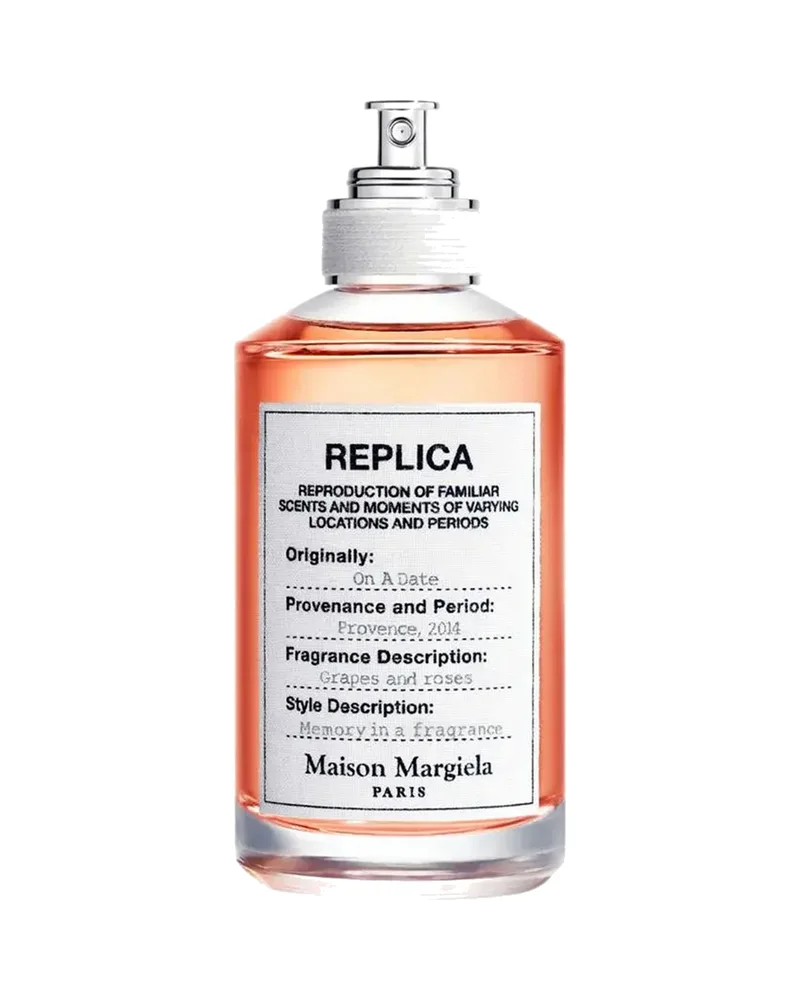 REPLICA
REPRODUCTION OF FAMILIAR
SCENTS AND MOMENTS OF VARYING
LOCATIONS AND PERIODS
Originally:
On A Date
Provenance and Period:
Provence, 2014
Fragrance Description:
Grapes and roses
Style Description:
Memory in a fragrance
Maison Margiela
PARIS